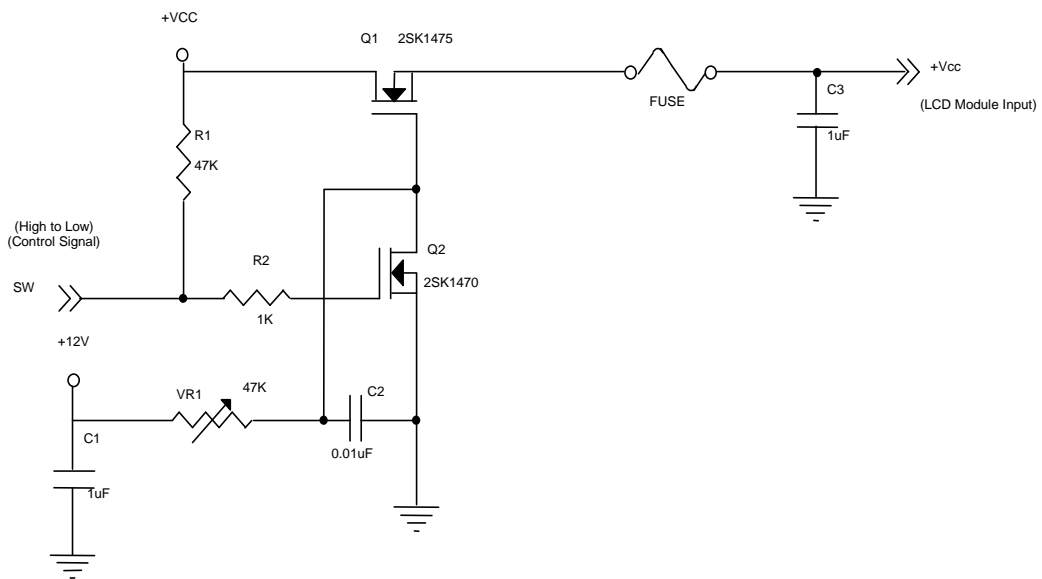 +VCC
Q1 2SK1475
+Vcc
FUSE
C3
(LCD Module Input)
1uF
R1
47K
(High to Low)
(Control Signal)
Q2
R2
2SK1470
SW
1K
+12V
VR1
47K
C2
C1
0.01uF
1uF